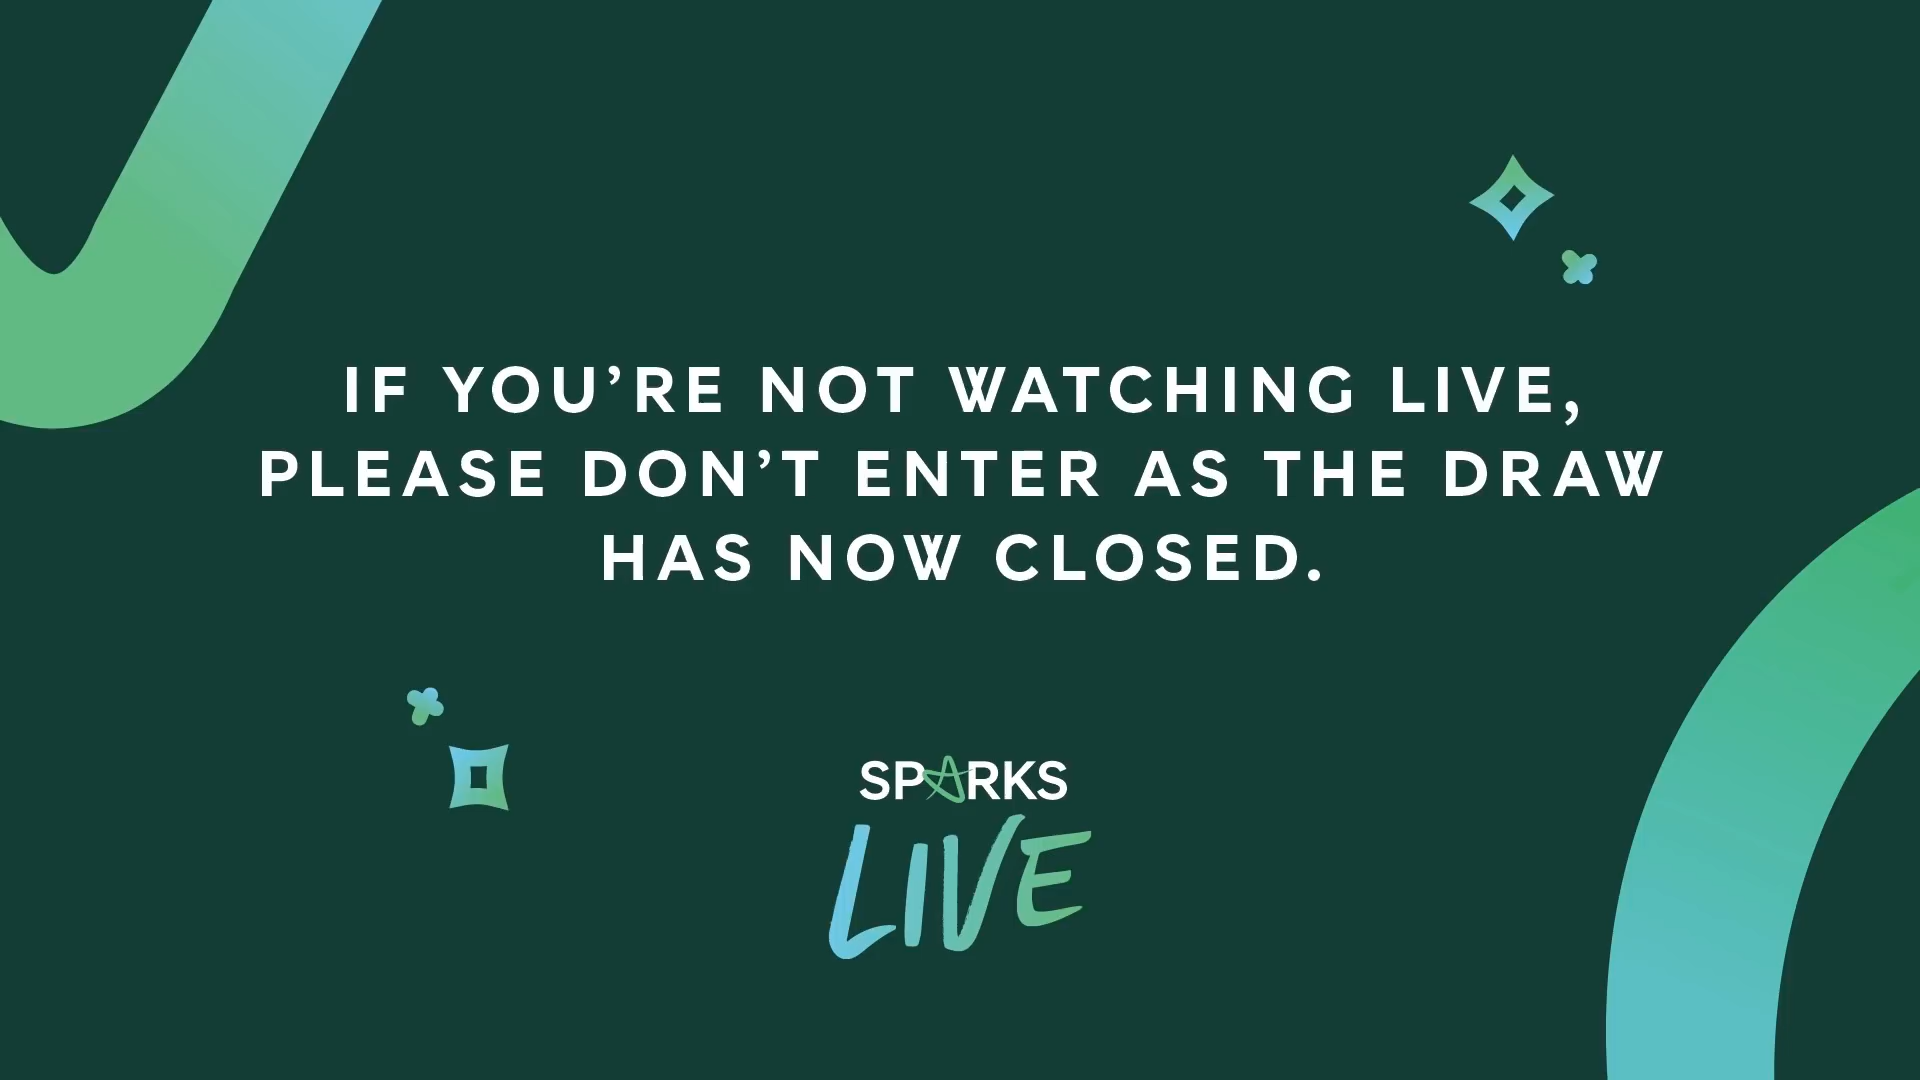 IF YOU’RE NOT WATCHING LIVE,
PLEASE DON’T ENTER AS THE DRAW
HAS NOW CLOSED.
SPARKS
LIVE